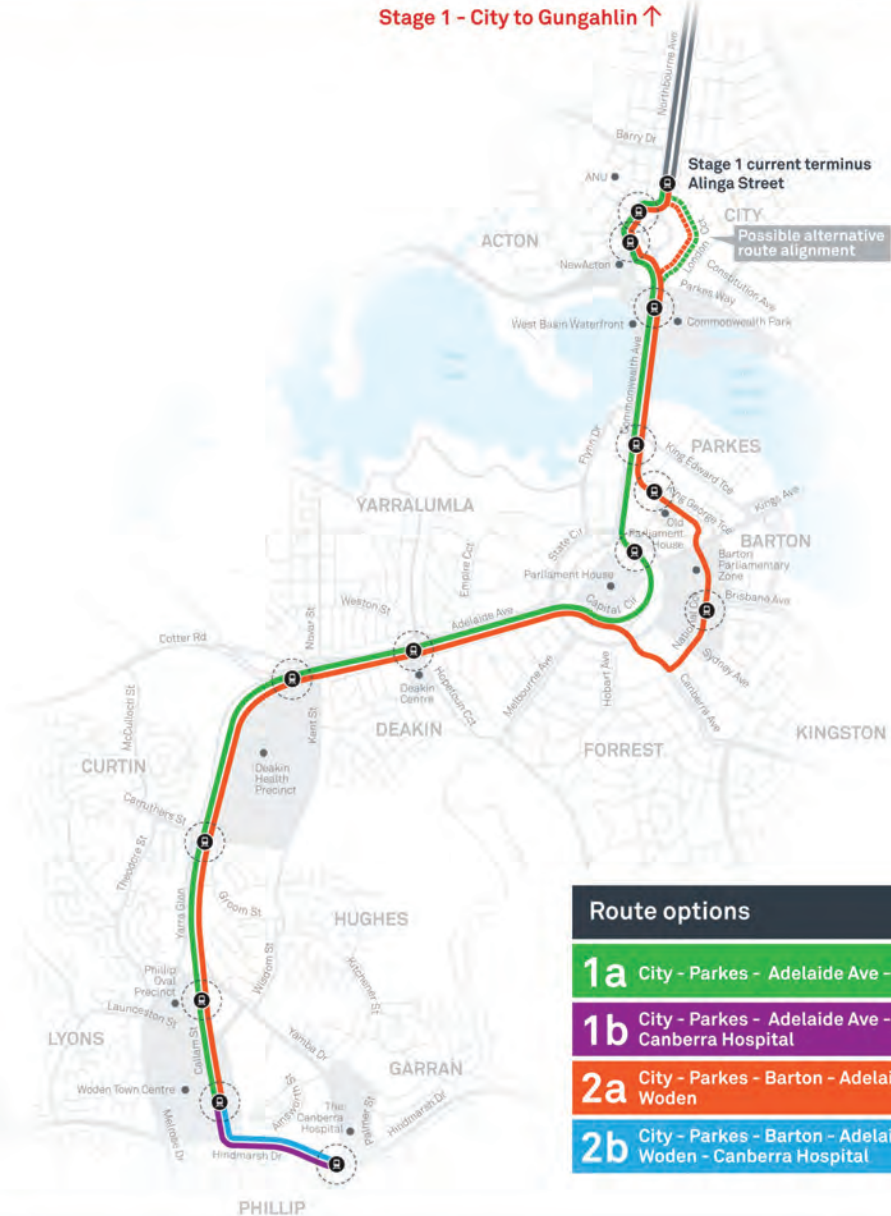 Stage 1 - City to Gungahlin ↑
Northbourne Ave
Barry Dr
Stage 1 current terminus
Alinga Street
ANU
CITY
Possible alternative
route alignment
ACTON
London Cct
NewActon
Constitution Ave
Parkes Way
West Basin Waterfront
Commonwealth Park
Commonwealth Ave
Flynn Dr
PARKES
King Edward Tce
King George Tce
Kings Ave
YARRALUMLA
Old
Parliament
House
BARTON
State Cir
Barton
Parliamentary
Zone
Empire Cct
Parliament House
Capital Cir
Brisbane Ave
Weston St
Adelaide Ave
National Cct
Novar St
Cotter Rd
Sydney Ave
Deakin
Centre
Hopetoun Cct
Melbourne Ave
Hobart Ave
Canberra Ave
McCulloch St
Kent St
DEAKIN
KINGSTON
FORREST
CURTIN
Deakin
Health
Precinct
Carruthers St
Theodore St
Yarra Glen
Groom St
HUGHES
Wisdom St
Kitchener St
Phillip
Oval
Precinct
Launceston St
LYONS
Callam St
Yamba Dr
GARRAN
Woden Town Centre
Ainsworth St
The
Canberra
Hospital
Palmer St
Hindmarsh Dr
Melrose Dr
Hindmarsh Dr
PHILLIP
Route options
1a City - Parkes - Adelaide Ave -
1b City - Parkes - Adelaide Ave -
Canberra Hospital
2a City - Parkes - Barton - Adelai
Woden
2b City - Parkes - Barton - Adelai
Woden - Canberra Hospital